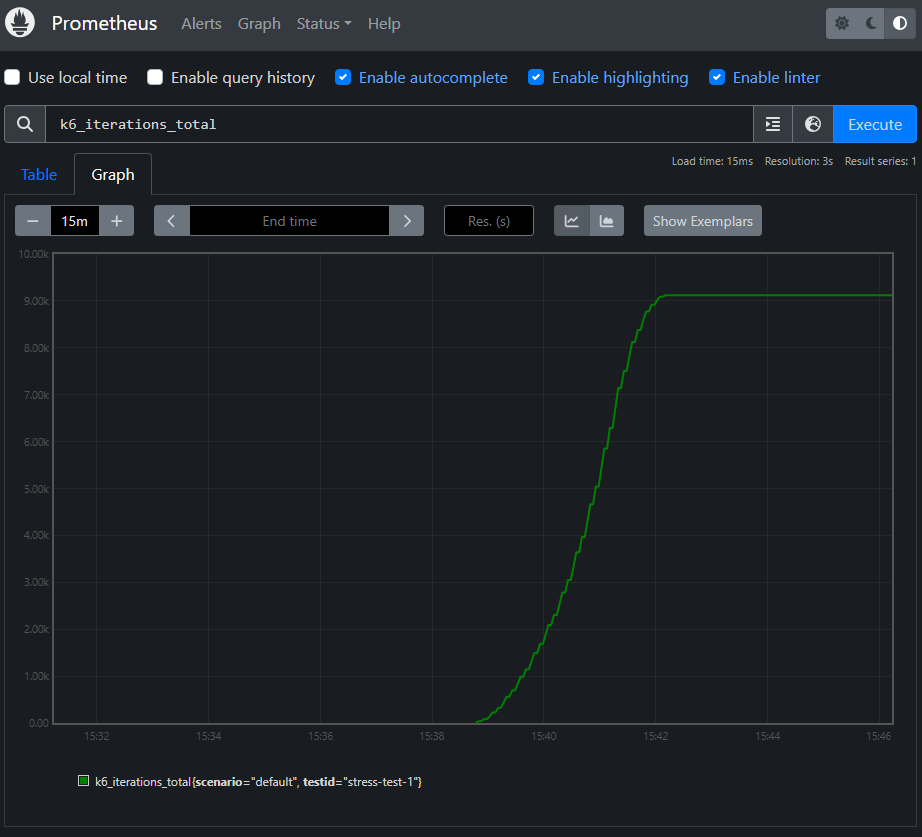 Prometheus Alerts Graph Status Help
Use local time Enable query history Enable autocomplete Enable highlighting Enable linter
k6_iterations_total Execute
Load time: 15ms Resolution: 3s Result series: 1
Table Graph
15m End time Res. (s) Show Exemplars
10.00k
9.00k
8.00k
7.00k
6.00k
5.00k
4.00k
3.00k
2.00k
1.00k
0.00
15:32 15:34 15:36 15:38 15:40 15:42 15:44 15:46
k6_iterations_total{scenario="default", testid="stress-test-1"}